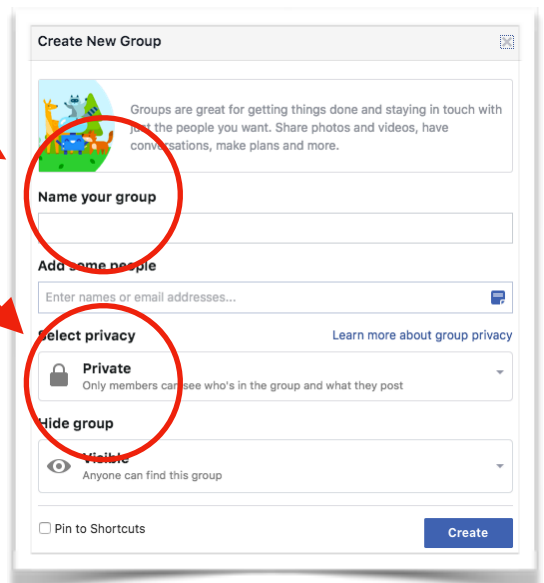 Create New Group
Groups are great for getting things done and staying in touch with
just the people you want. Share photos and videos, have
conversations, make plans and more.
Name your group
Add some people
Enter names or email addresses...
Select privacy
Learn more about group privacy
Private
Only members can see who's in the group and what they post
Hide group
Visible
Anyone can find this group
Pin to Shortcuts
Create